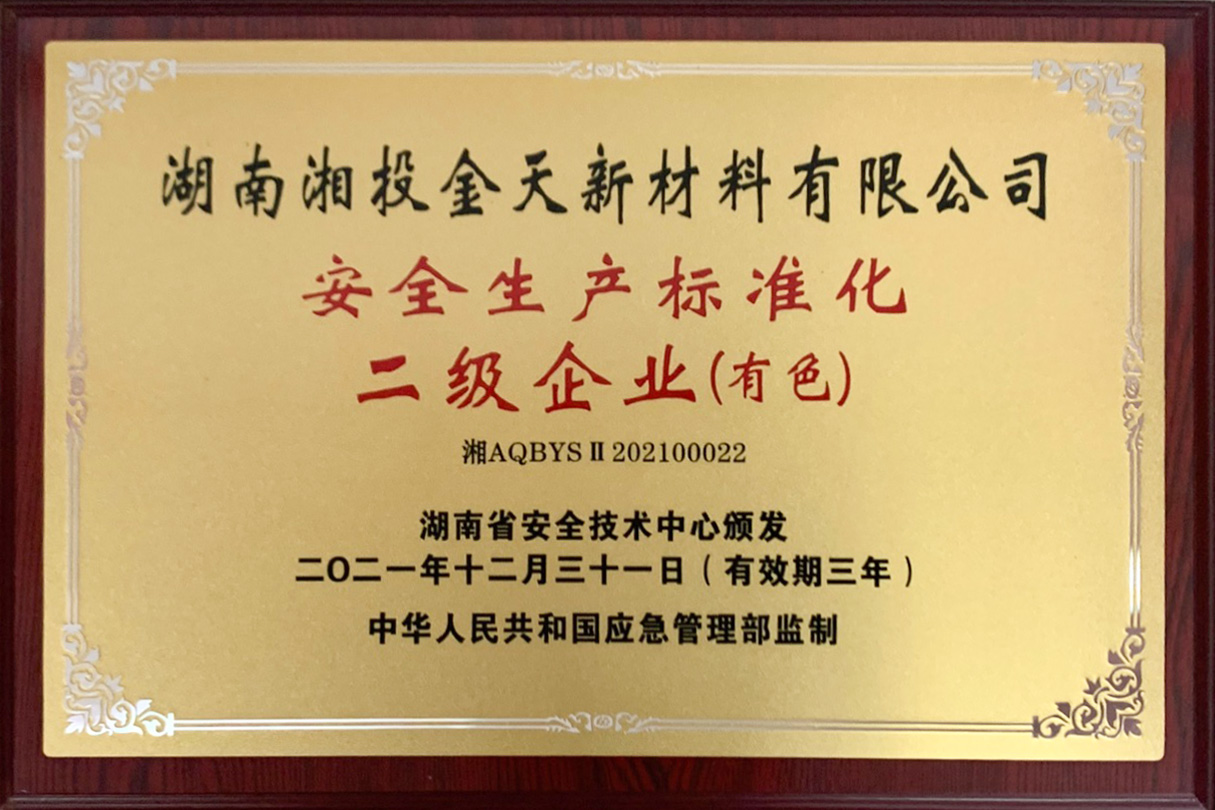 湖南湘投金天新材料有限公司
安全生产标准化
二级企业(有色)
湘AQBYSⅡ202100022
湖南省安全技术中心颁发
二〇二一年十二月三十一日(有效期三年)
中华人民共和国应急管理部监制